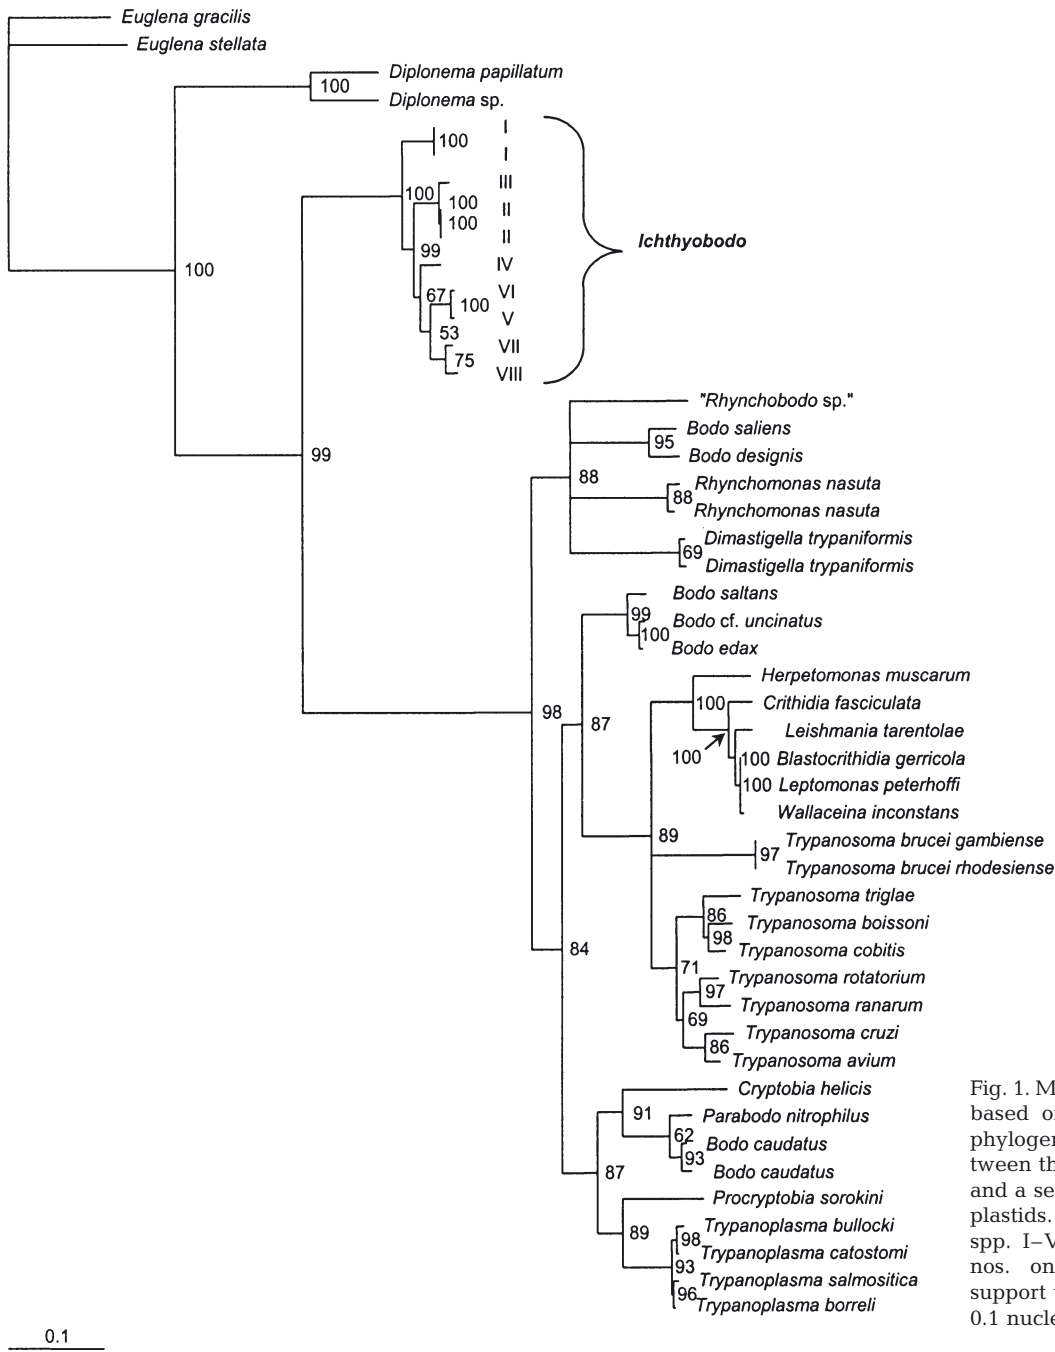 Euglena gracilis
Euglena stellata
Diplonema papillatum
100
Diplonema sp.
I
100
I
III
100
100
II
100
II
Ichthyobodo
99
IV
100
VI
67
100
V
53
VII
75
VIII
"Rhynchobodo sp."
Bodo saliens
95
99
Bodo designis
88
Rhynchomonas nasuta
88
Rhynchomonas nasuta
Dimastigella trypaniformis
69
Dimastigella trypaniformis
Bodo saltans
99
Bodo cf. uncinatus
100
Bodo edax
Herpetomonas muscarum
100
Crithidia fasciculata
98
87
Leishmania tarentolae
100
100
Blastocrithidia gerricola
100
Leptomonas peterhoffi
Wallaceina inconstans
89
Trypanosoma brucei gambiense
97
Trypanosoma brucei rhodesiense
Trypanosoma triglae
86
Trypanosoma boissoni
98
84
Trypanosoma cobitis
71
Trypanosoma rotatorium
97
Trypanosoma ranarum
69
Trypanosoma cruzi
86
Trypanosoma avium
Cryptobia helicis
91
Parabodo nitrophilus
62
Bodo caudatus
93
87
Bodo caudatus
Procryptobia sorokini
89
Trypanoplasma bullocki
98
Trypanoplasma catostomi
93
Trypanoplasma salmositica
96
Trypanoplasma borreli
0.1
Fig. 1. M
based o
phyloger
tween th
and a se
plastids.
spp. I–V
nos. on
support
0.1 nucle